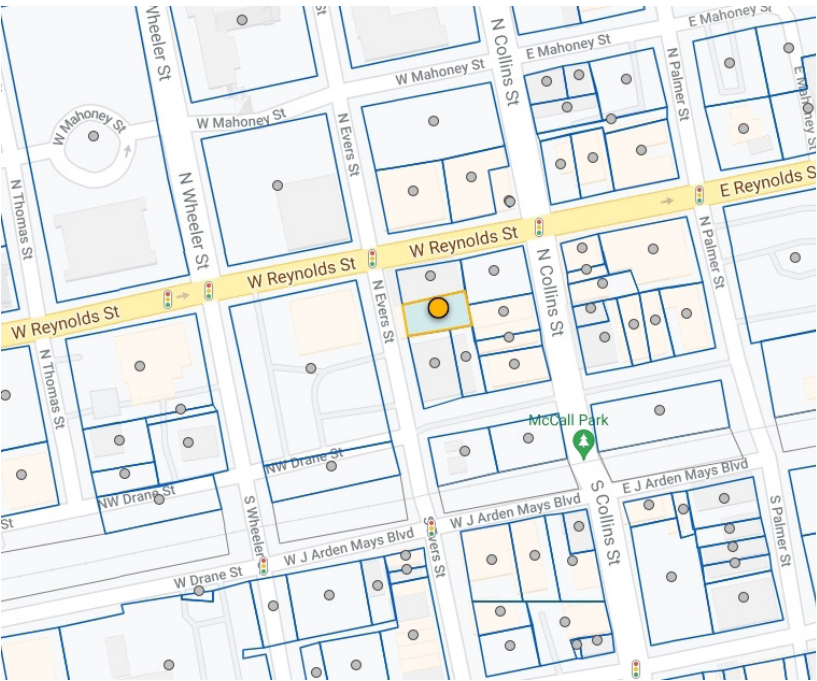 Wheeler St
St
E Mahoney St
N Collins St
E Mahoney St
W Mahoney St
N Palmer St
E Mahoney St
W Mahoney St
W Mahoney St
N Evers St
N Thomas St
N Wheeler St
E Reynolds S
W Reynolds St
N Palmer St
N Collins St
W Reynolds St
N Evers St
W Reynolds St
N Thomas St
McCall Park
NW Drane St
E J Arden Mays Blvd
NW Drane St
S Palmer St
S Collins St
St
S Wheeler
W J Arden Mays Blvd
W J Arden Mays Blvd
Evers St
W Drane St